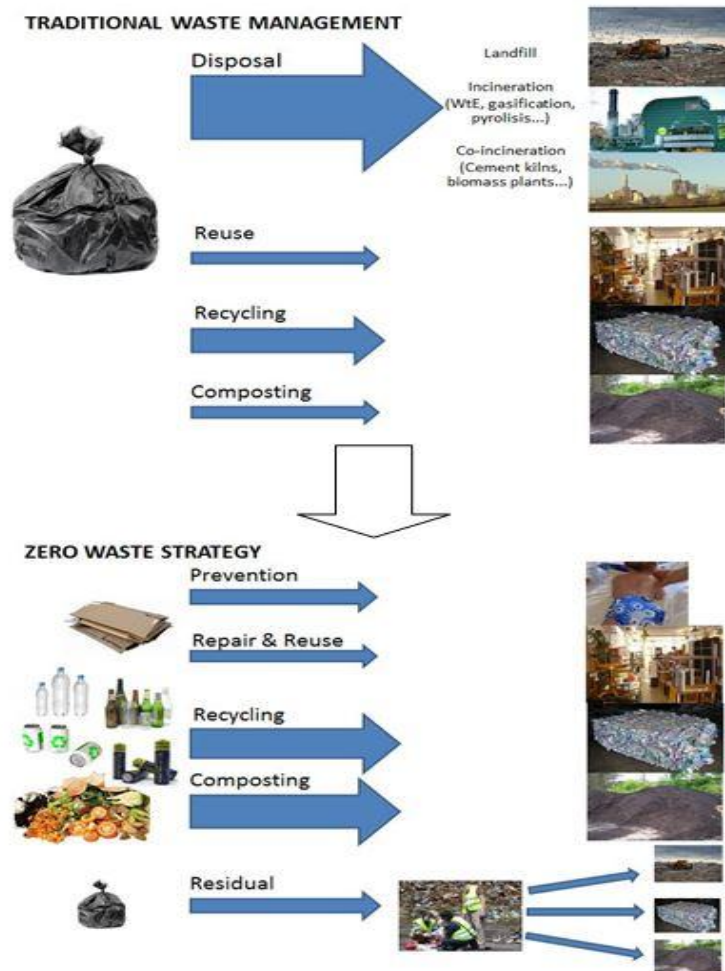 TRADITIONAL WASTE MANAGEMENT
Disposal
Landfill
Incineration
(WtE, gasification,
pyrolisis...)
Co-incineration
(Cement kilns,
biomass plants...)
Reuse
Recycling
Composting
ZERO WASTE STRATEGY
Prevention
Repair & Reuse
Recycling
Composting
Residual